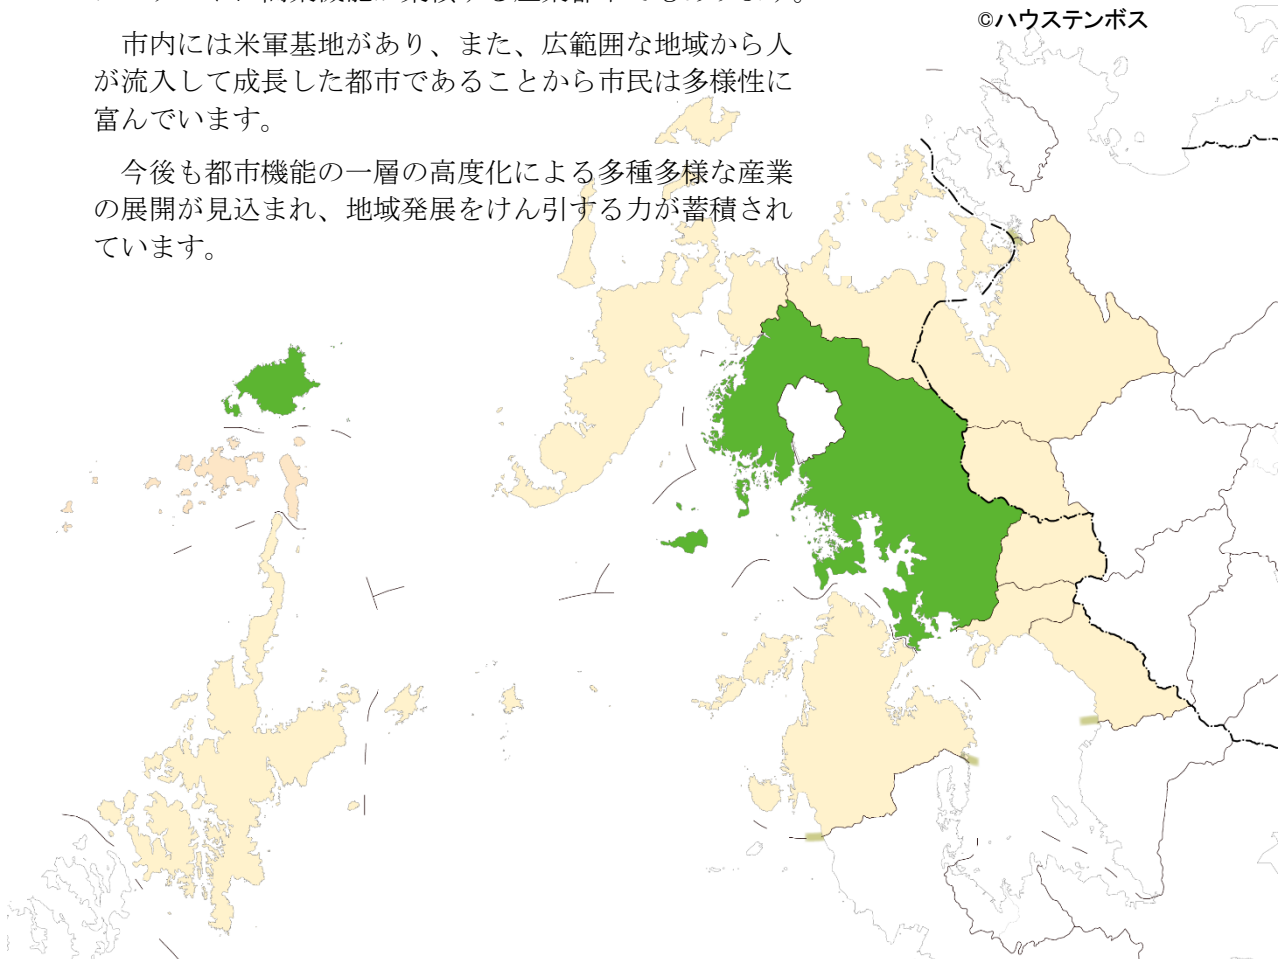 ©ハウステンボス
市内には米軍基地があり、また、広範囲な地域から人
が流入して成長した都市であることから市民は多様性に
富んでいます。
今後も都市機能の一層の高度化による多種多様な産業
の展開が見込まれ、地域発展をけん引する力が蓄積され
ています。